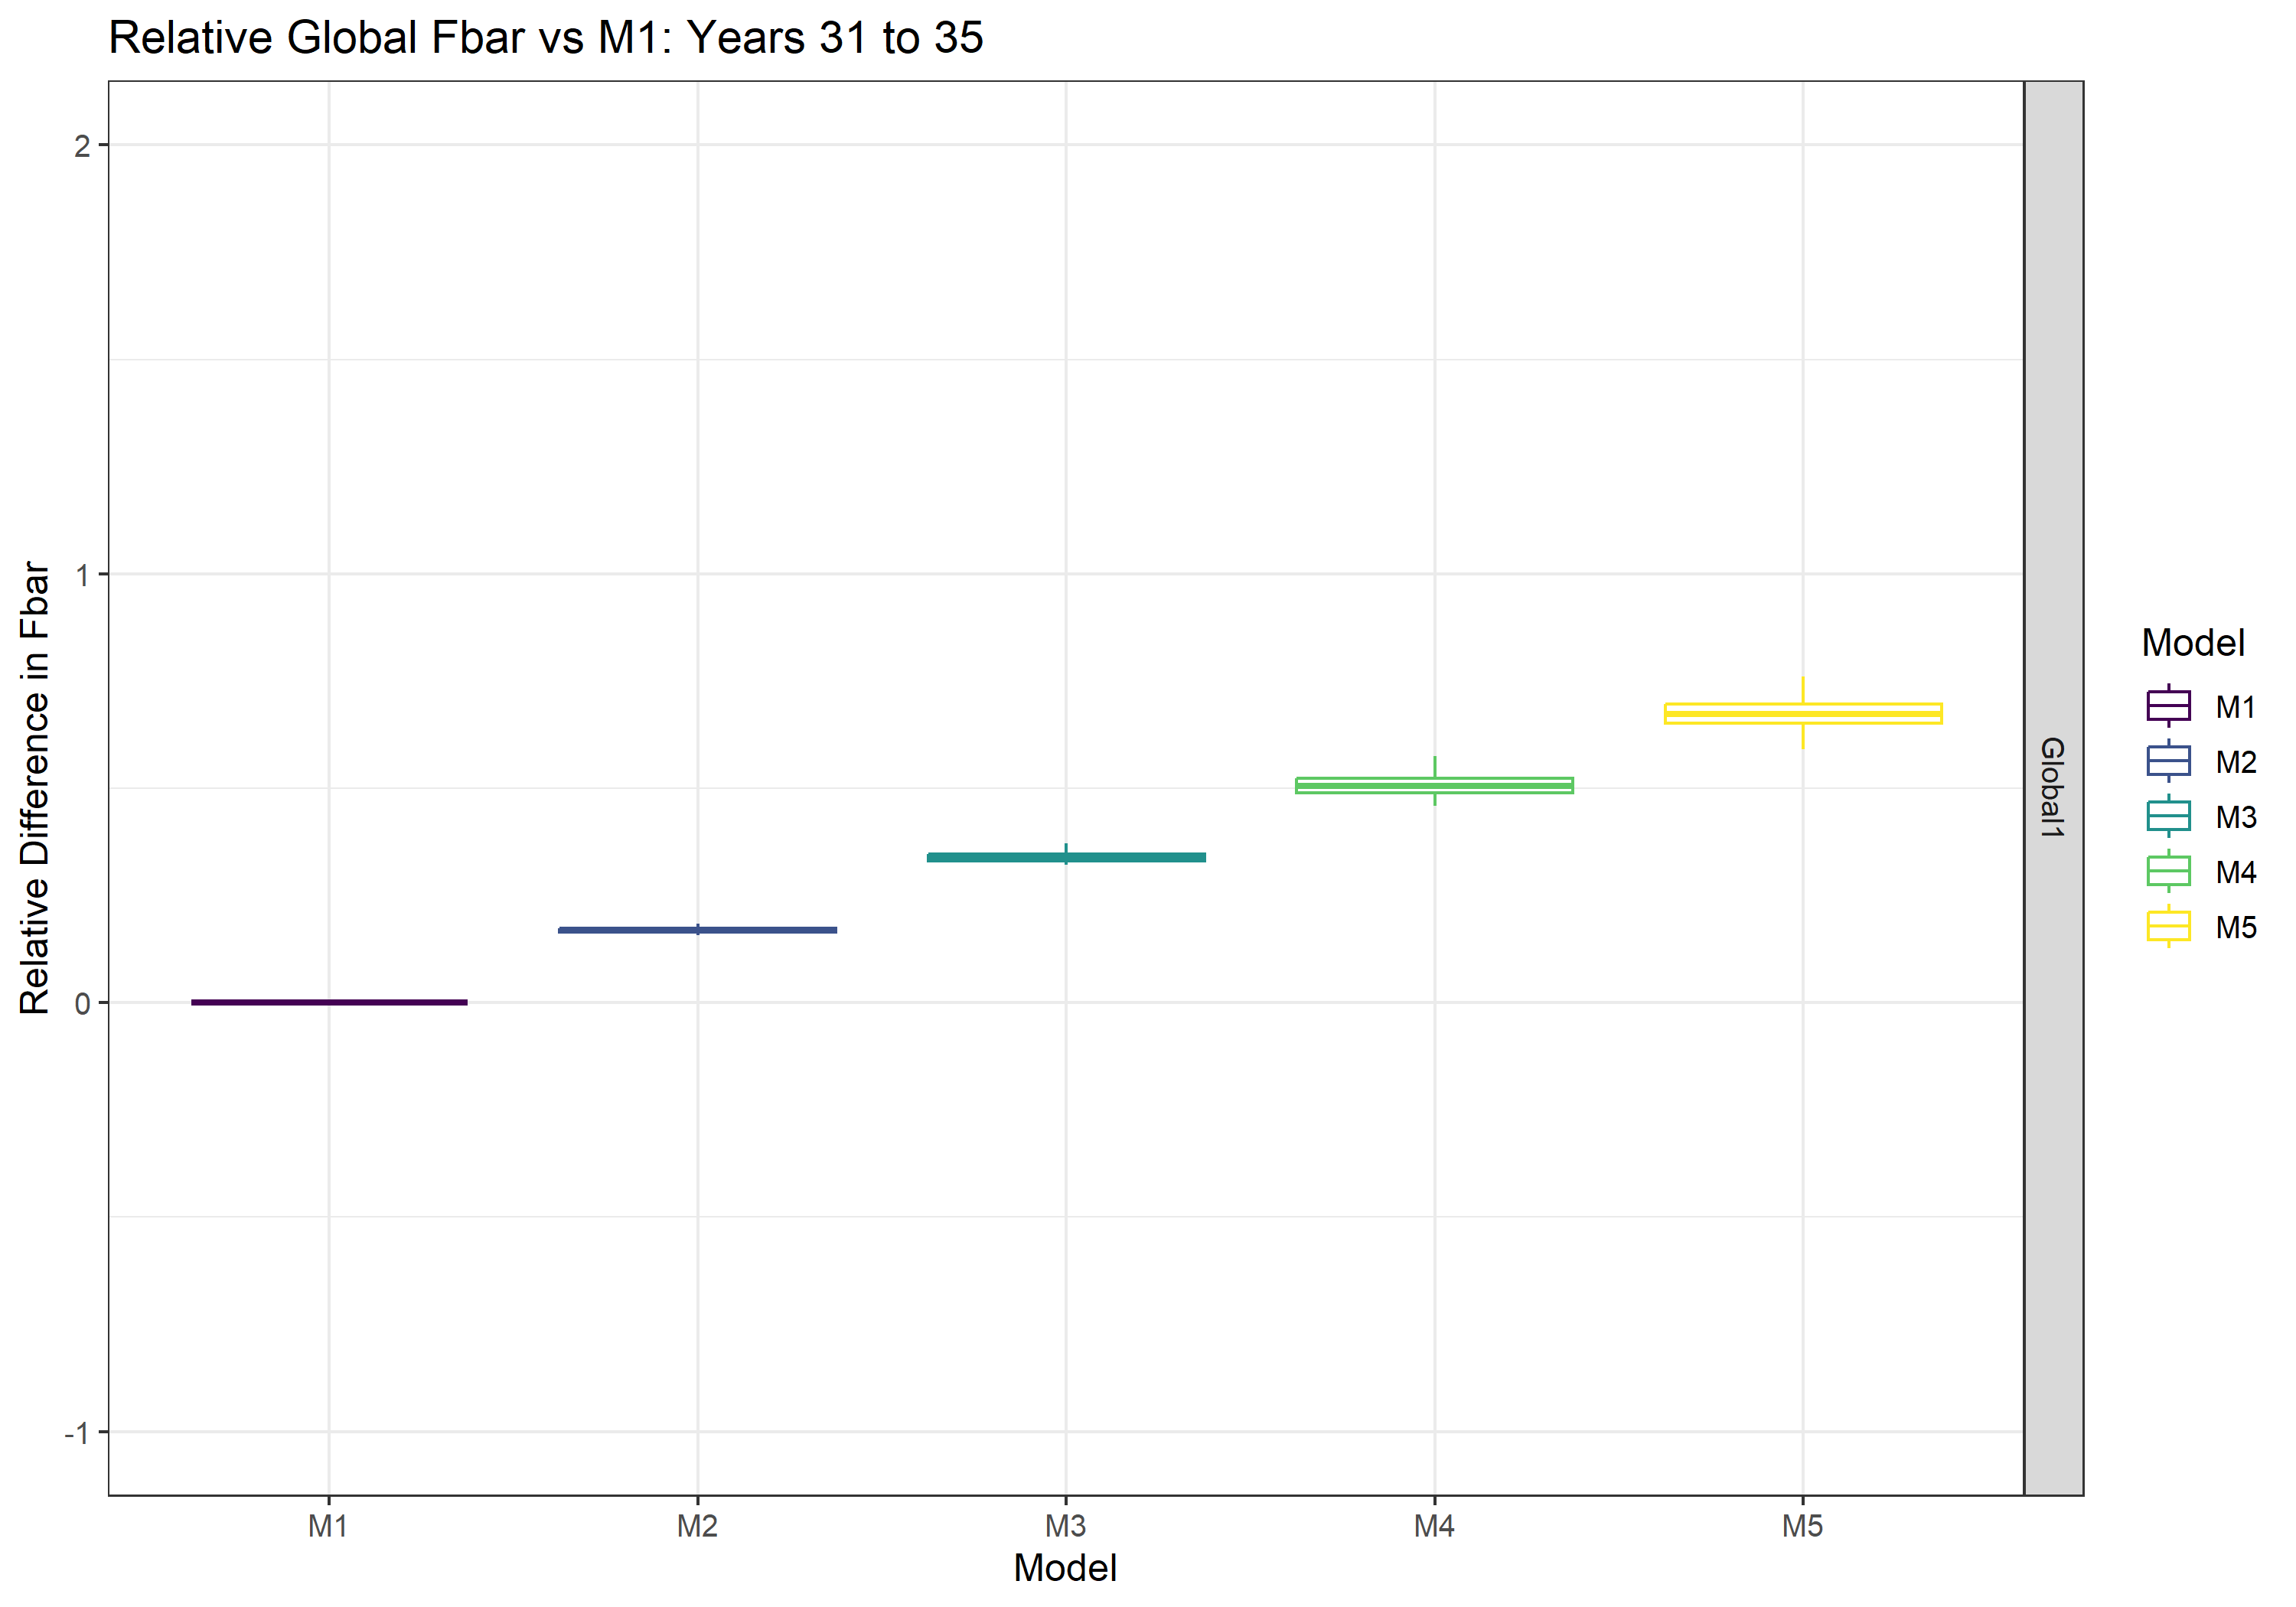 Relative Global Fbar vs M1: Years 31 to 35
Relative Difference in Fbar
2
1
0
-1
M1
M2
M3
M4
M5
Model
Global1
Model
M1
M2
M3
M4
M5